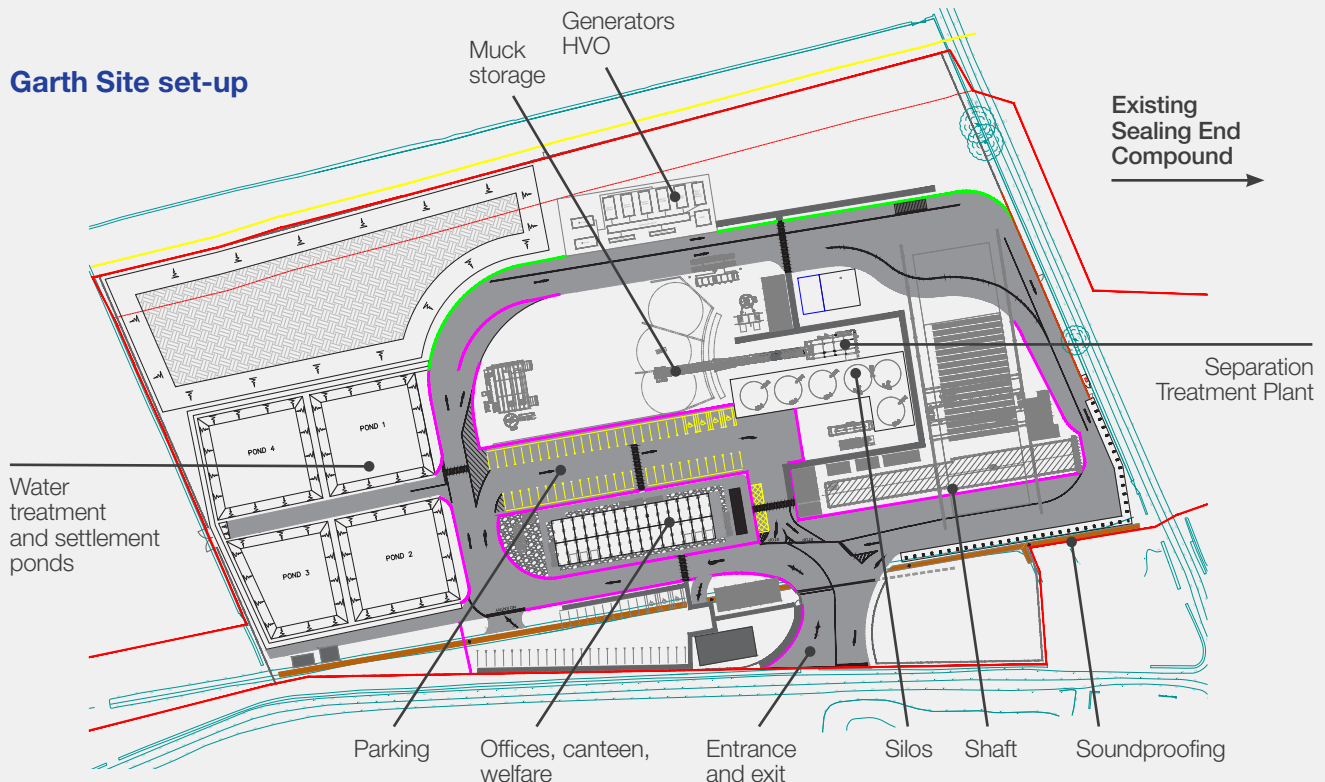 Garth Site set-up
Generators
HVO
Muck
storage
Existing
Sealing End
Compound
Separation
Treatment Plant
POND 4
POND 1
Water
treatment
and settlement
ponds
POND 3
POND 2
Parking
Offices, canteen,
welfare
Entrance
and exit
Silos
Shaft
Soundproofing